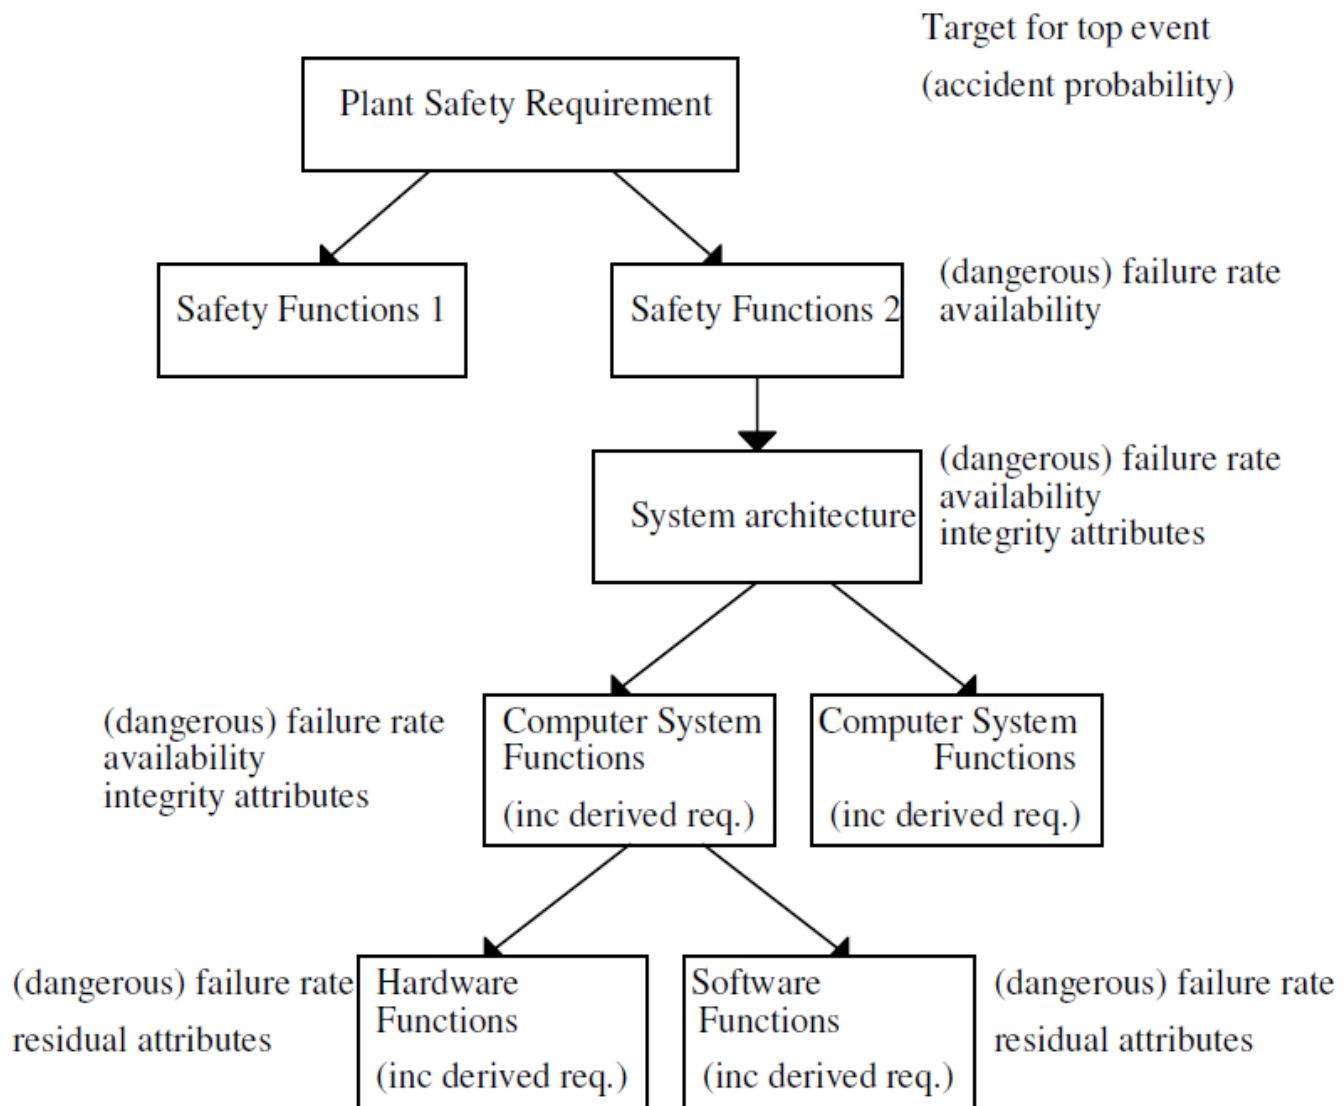 Target for top event
(accident probability)
Plant Safety Requirement
Safety Functions 1
Safety Functions 2
(dangerous) failure rate
availability
System architecture
(dangerous) failure rate
availability
integrity attributes
(dangerous) failure rate
availability
integrity attributes
Computer System
Functions
(inc derived req.)
Computer System
Functions
(inc derived req.)
(dangerous) failure rate
residual attributes
Hardware
Functions
(inc derived req.)
Software
Functions
(inc derived req.)
(dangerous) failure rate
residual attributes